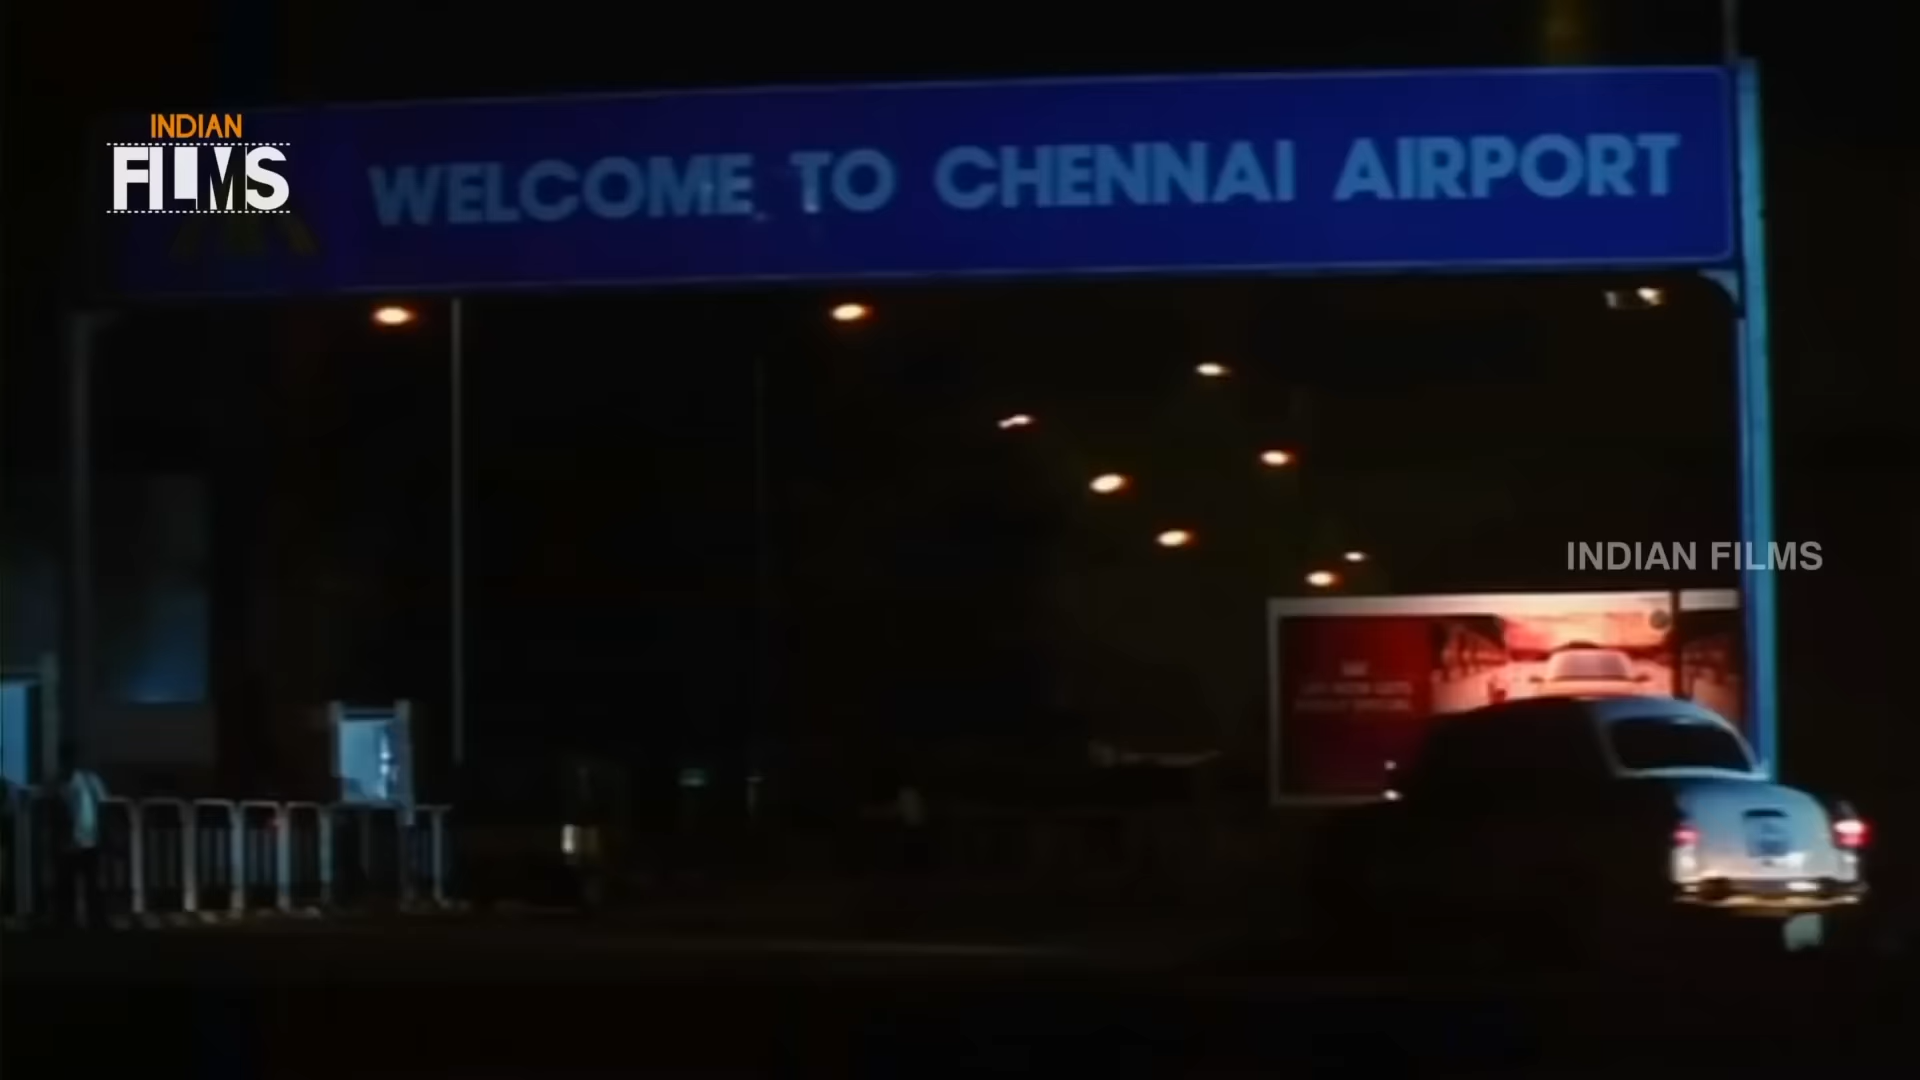 INDIAN
FILMS
WELCOME TO CHENNAI AIRPORT
INDIAN FILMS